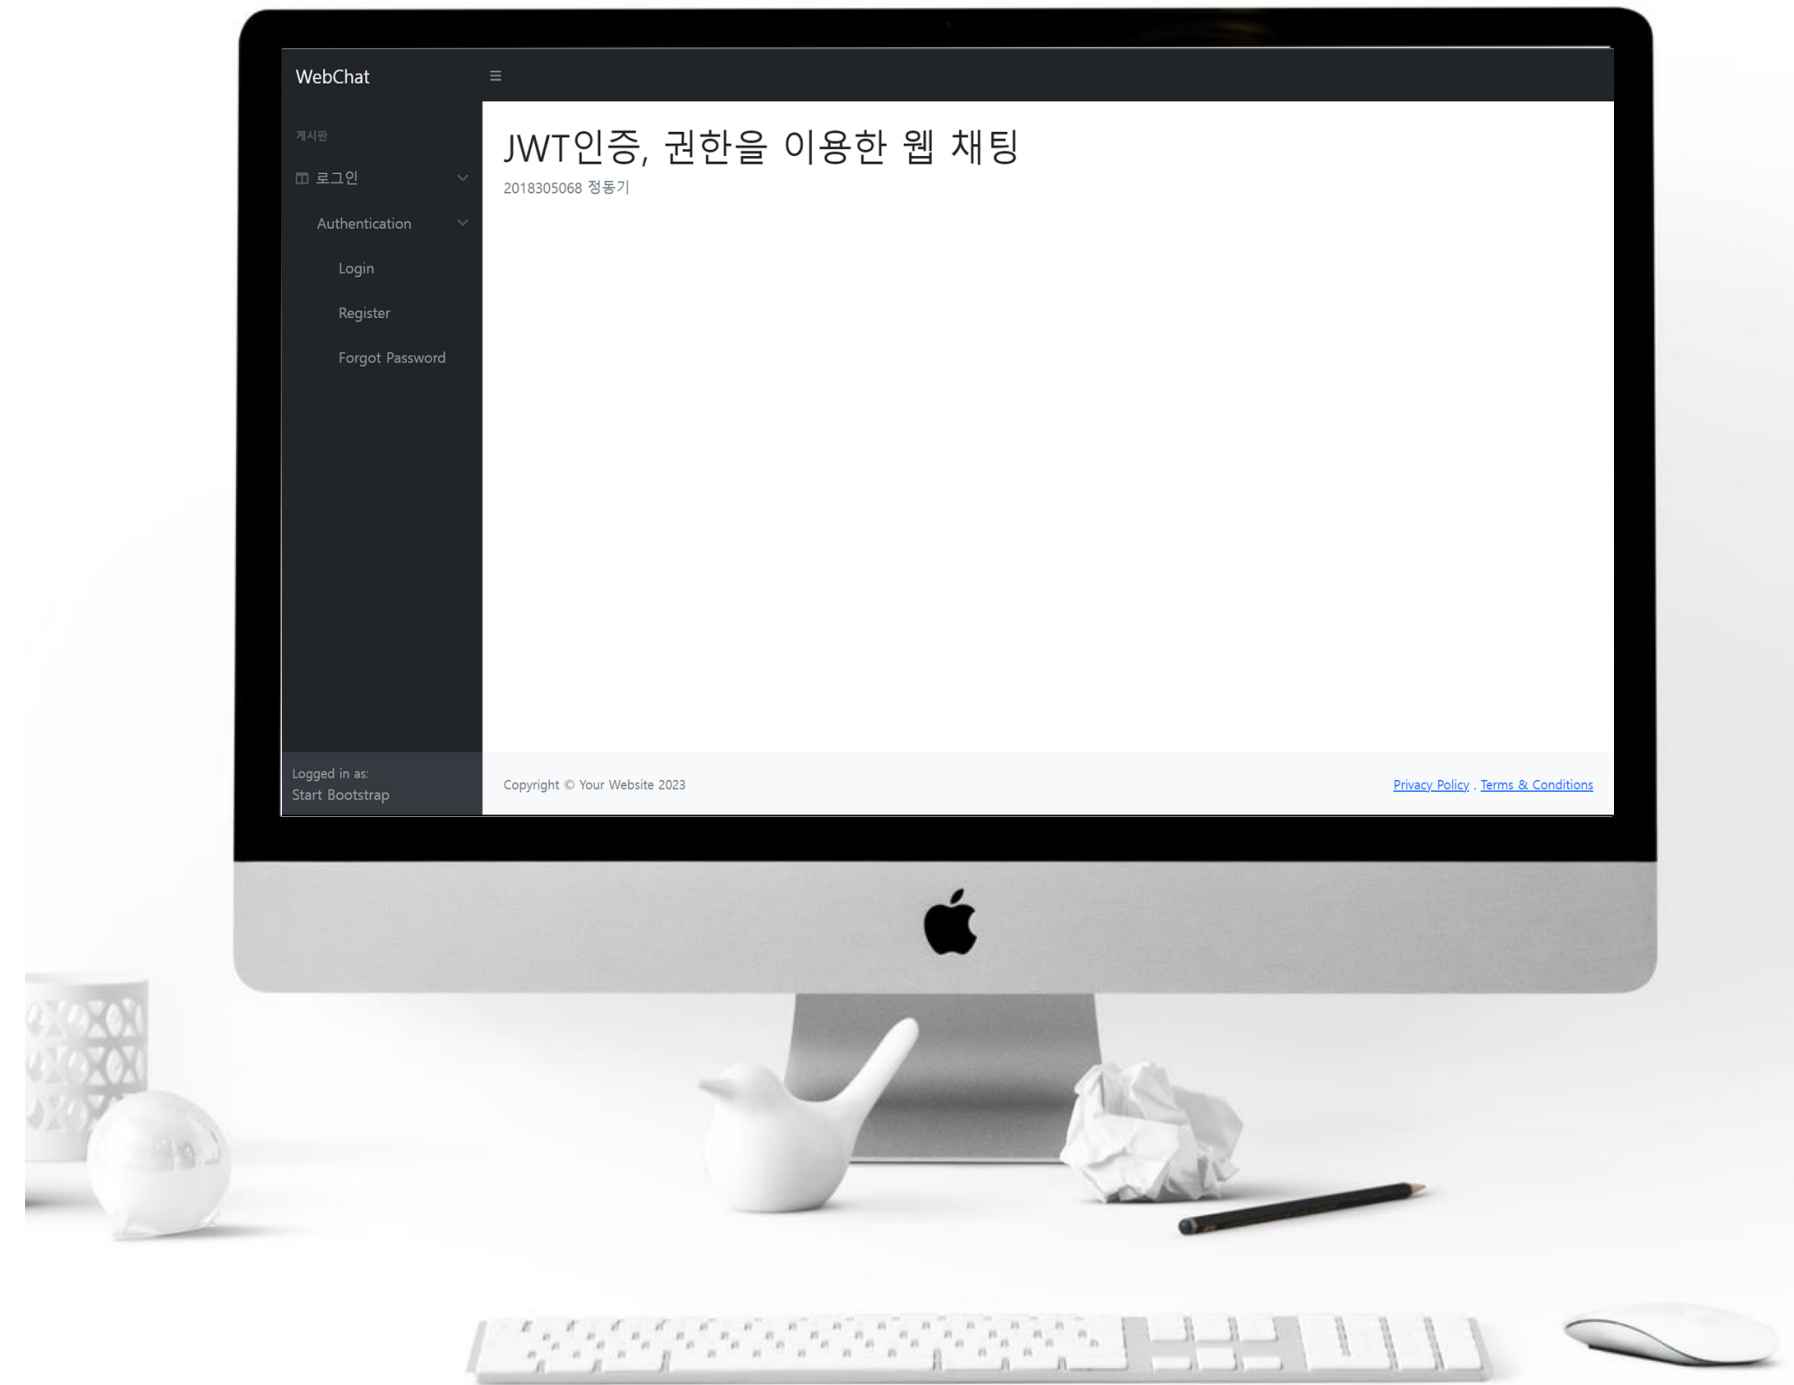 WebChat
게시판
로그인
Authentication
Login
Register
Forgot Password
Logged in as:
Start Bootstrap
JWT인증, 권한을 이용한 웹 채팅
2018305068 정동기
Copyright © Your Website 2023
Privacy Policy . Terms & Conditions